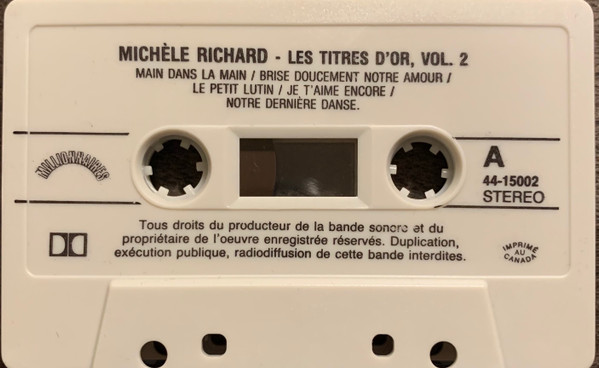 MICHÈLE RICHARD - LES TITRES D'OR, VOL. 2
MAIN DANS LA MAIN / BRISE DOUCEMENT NOTRE AMOUR /
LE PETIT LUTIN / JE T'AIME ENCORE /
NOTRE DERNIÈRE DANSE.
MILLIONNAIRES
A
44-15002
STEREO
Tous droits du producteur de la bande sonore et du
propriétaire de l'oeuvre enregistrée réservés. Duplication,
exécution publique, radiodiffusion de cette bande interdites.
IMPRIMÉ
AU
CANADA